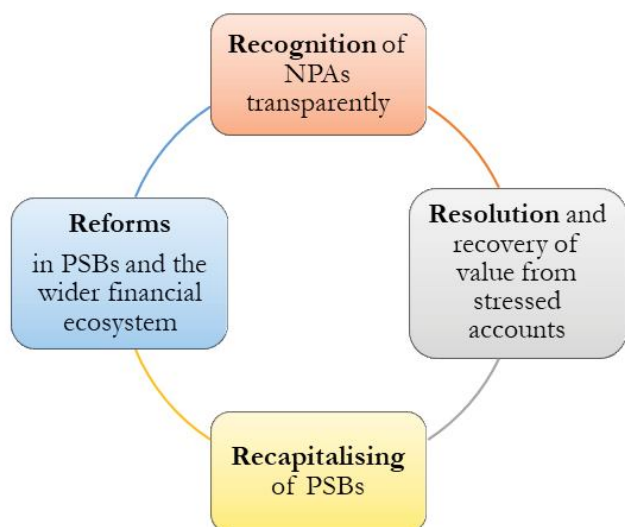 Recognition of
NPAs
transparently
Resolution and
recovery of
value from
stressed
accounts
Recapitalising
of PSBs
Reforms
in PSBs and the
wider financial
ecosystem